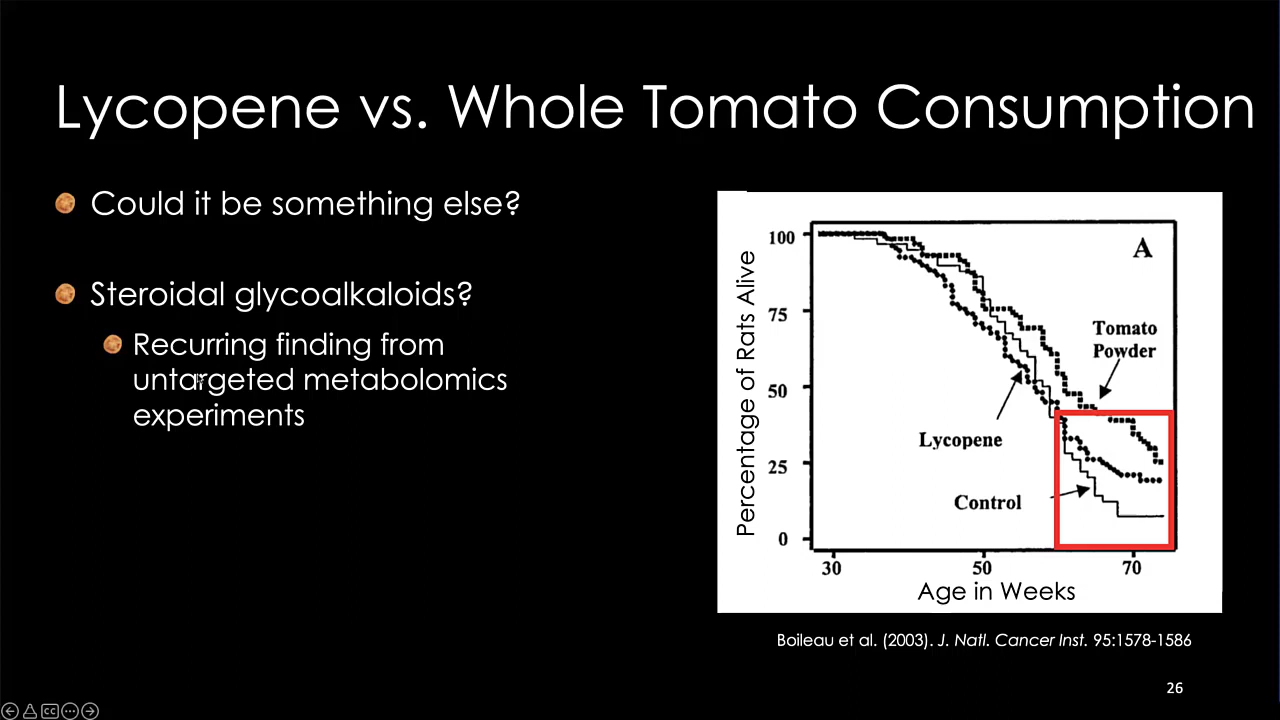 Lycopene vs. Whole Tomato Consumption
Could it be something else?
Steroidal glycoalkaloids?
Recurring finding from
untargeted metabolomics
experiments
Percentage of Rats Alive
100
75
50
25
0
A
Tomato
Powder
Lycopene
Control
30
50
70
Age in Weeks
Boileau et al. (2003). J. Natl. Cancer Inst. 95:1578-1586
26
CC